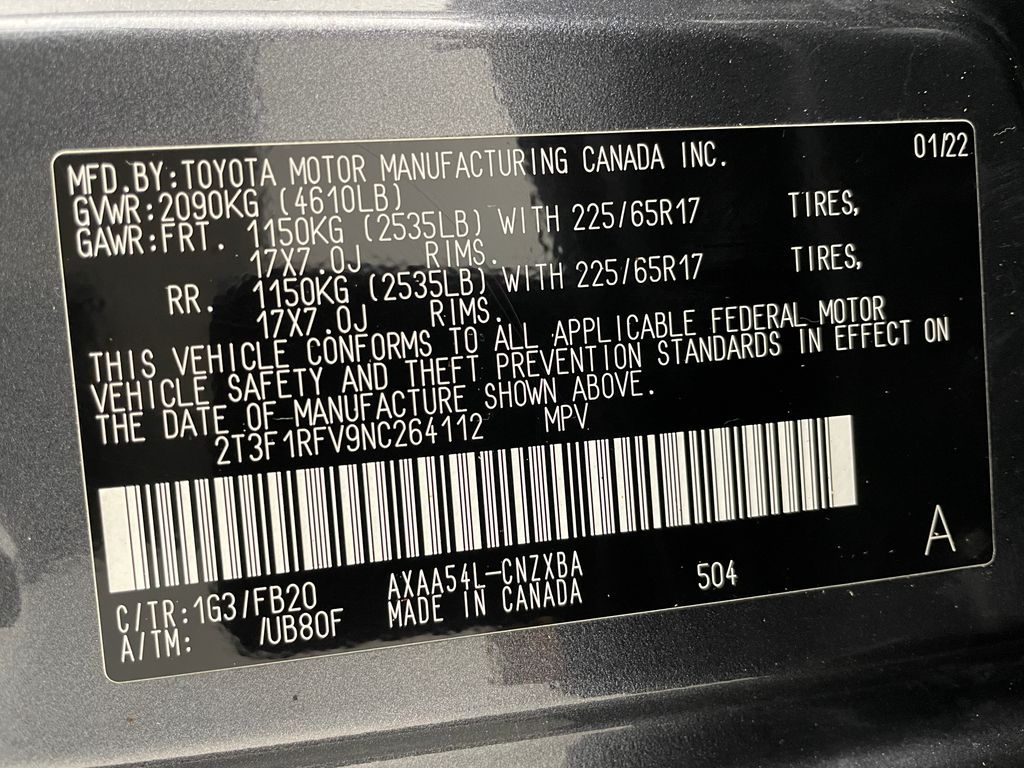 MFD.BY:TOYOTA MOTOR MANUFACTURING CANADA INC. 01/22
GVWR:2090KG (4610LB)
GAWR:FRT. 1150KG (2535LB) WITH 225/65R17 TIRES,
17X7.0J RIMS.
RR. 1150KG (2535LB) WITH 225/65R17 TIRES,
17X7.0J RIMS.
THIS VEHICLE CONFORMS TO ALL APPLICABLE FEDERAL MOTOR
VEHICLE SAFETY AND THEFT PREVENTION STANDARDS IN EFFECT ON
THE DATE OF MANUFACTURE SHOWN ABOVE.
2T3F1RFV9NC264112 MPV
A
C/TR:1G3/FB20 AXAA54L-CNZXBA 504
A/TM: /UB80F MADE IN CANADA